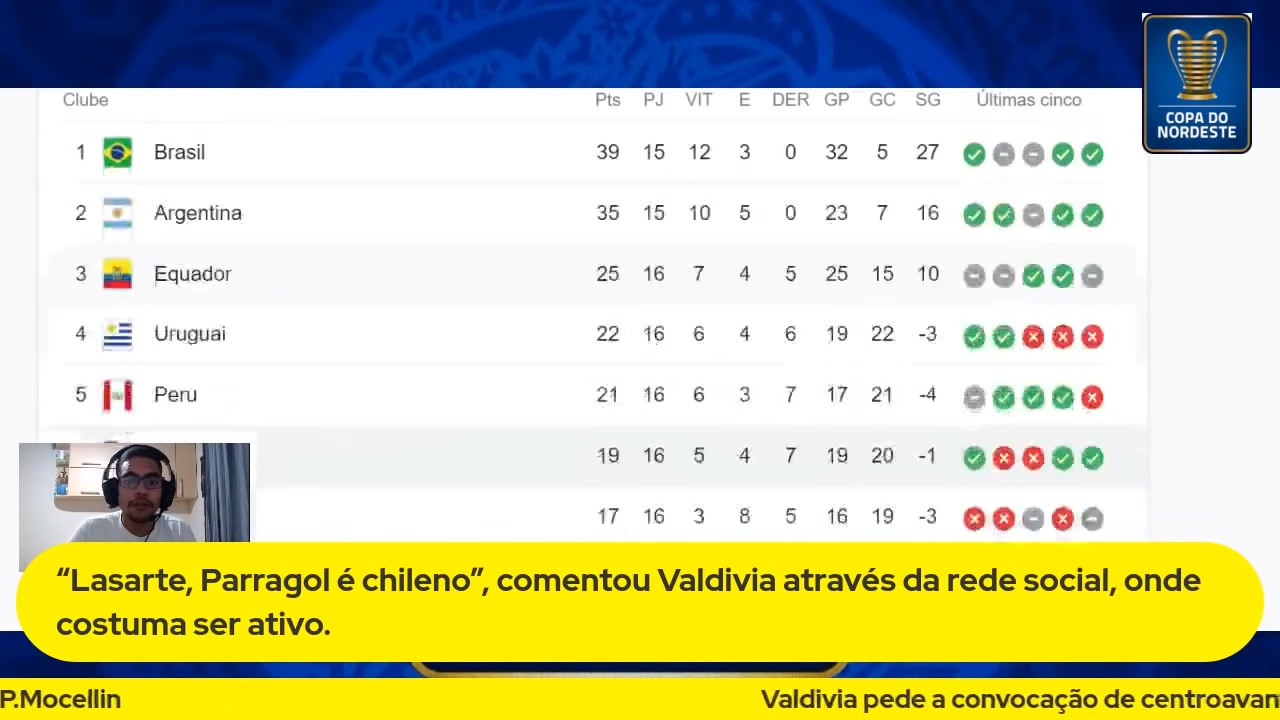 Clube Pts PJ VIT E DER GP GC SG Últimas cinco
1 Brasil 39 15 12 3 0 32 5 27
2 Argentina 35 15 10 5 0 23 7 16
3 Equador 25 16 7 4 5 25 15 10
4 Uruguai 22 16 6 4 6 19 22 -3
5 Peru 21 16 6 3 7 17 21 -4
19 16 5 4 7 19 20 -1
17 16 3 8 5 16 19 -3
COPA DO
NORDESTE
“Lasarte, Parragol é chileno”, comentou Valdivia através da rede social, onde
costuma ser ativo.
P.Mocellin Valdivia pede a convocação de centroavan